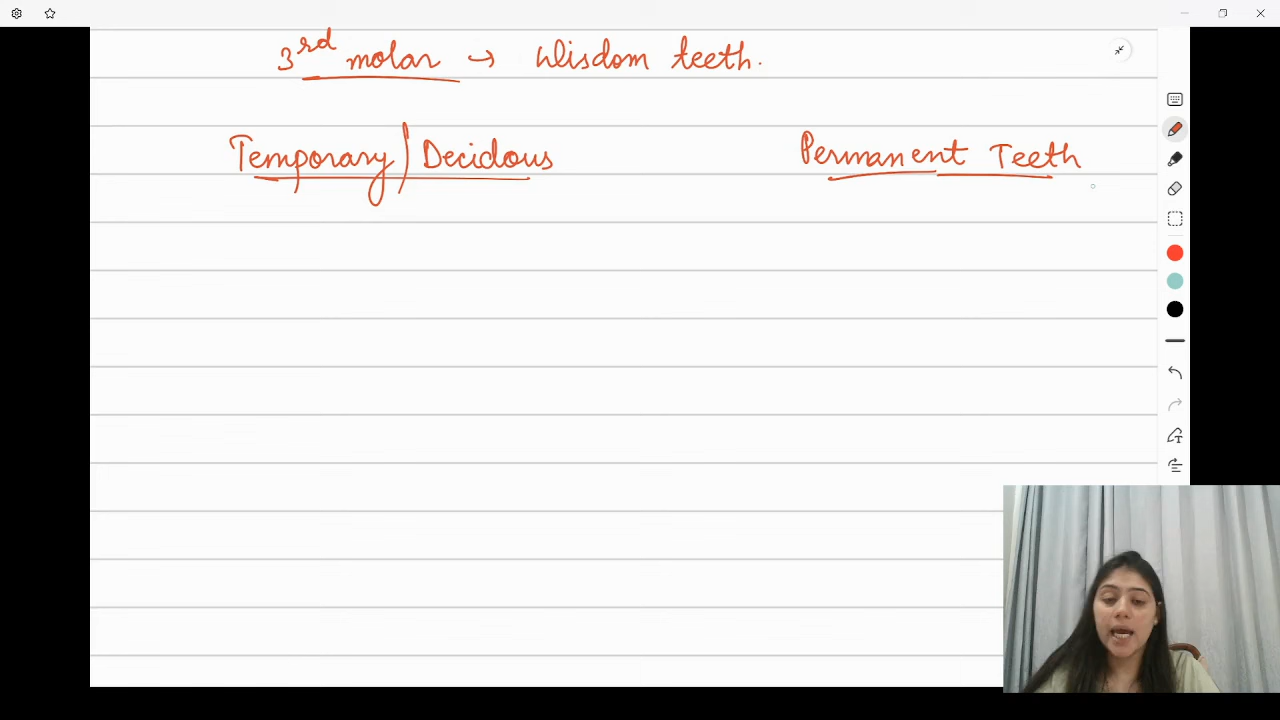 3rd molar → Wisdom teeth.
Temporary / Decidous Permanent Teeth